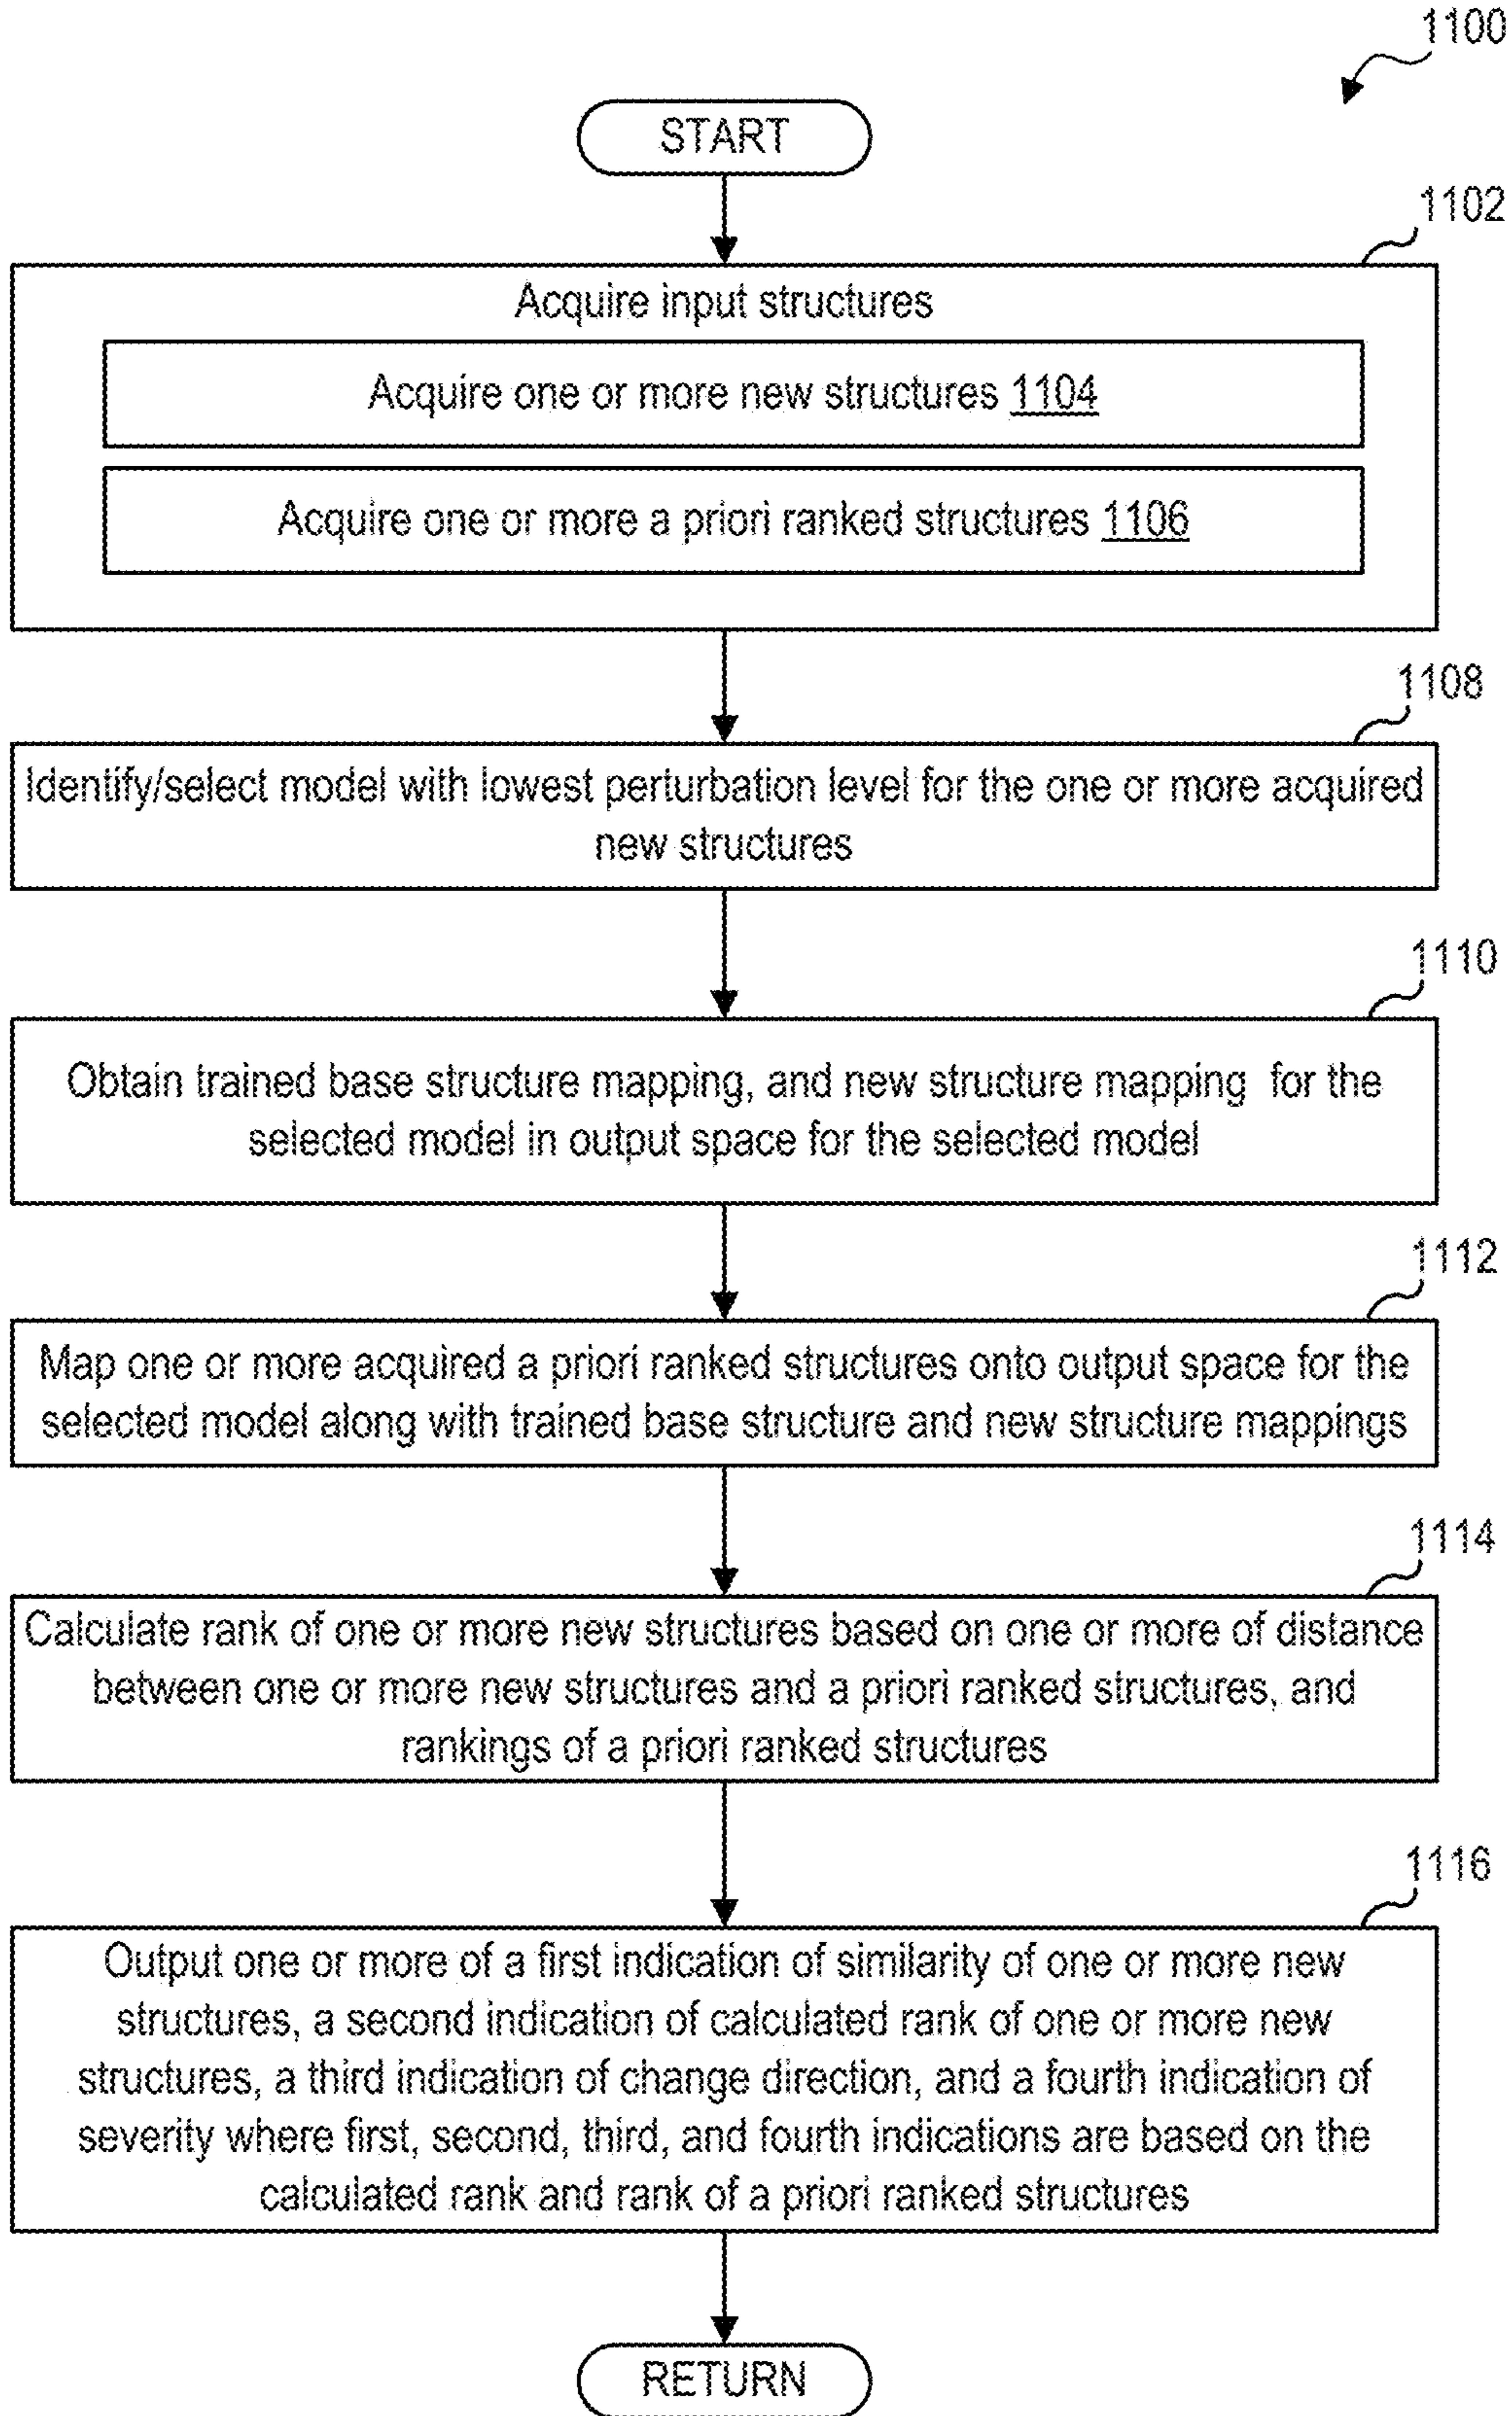 1100
START
1102
Acquire input structures
Acquire one or more new structures 1104
Acquire one or more a priori ranked structures 1106
1108
Identify/select model with lowest perturbation level for the one or more acquired
new structures
1110
Obtain trained base structure mapping, and new structure mapping for the
selected model in output space for the selected model
1112
Map one or more acquired a priori ranked structures onto output space for the
selected model along with trained base structure and new structure mappings
1114
Calculate rank of one or more new structures based on one or more of distance
between one or more new structures and a priori ranked structures, and
rankings of a priori ranked structures
1116
Output one or more of a first indication of similarity of one or more new
structures, a second indication of calculated rank of one or more new
structures, a third indication of change direction, and a fourth indication of
severity where first, second, third, and fourth indications are based on the
calculated rank and rank of a priori ranked structures
RETURN